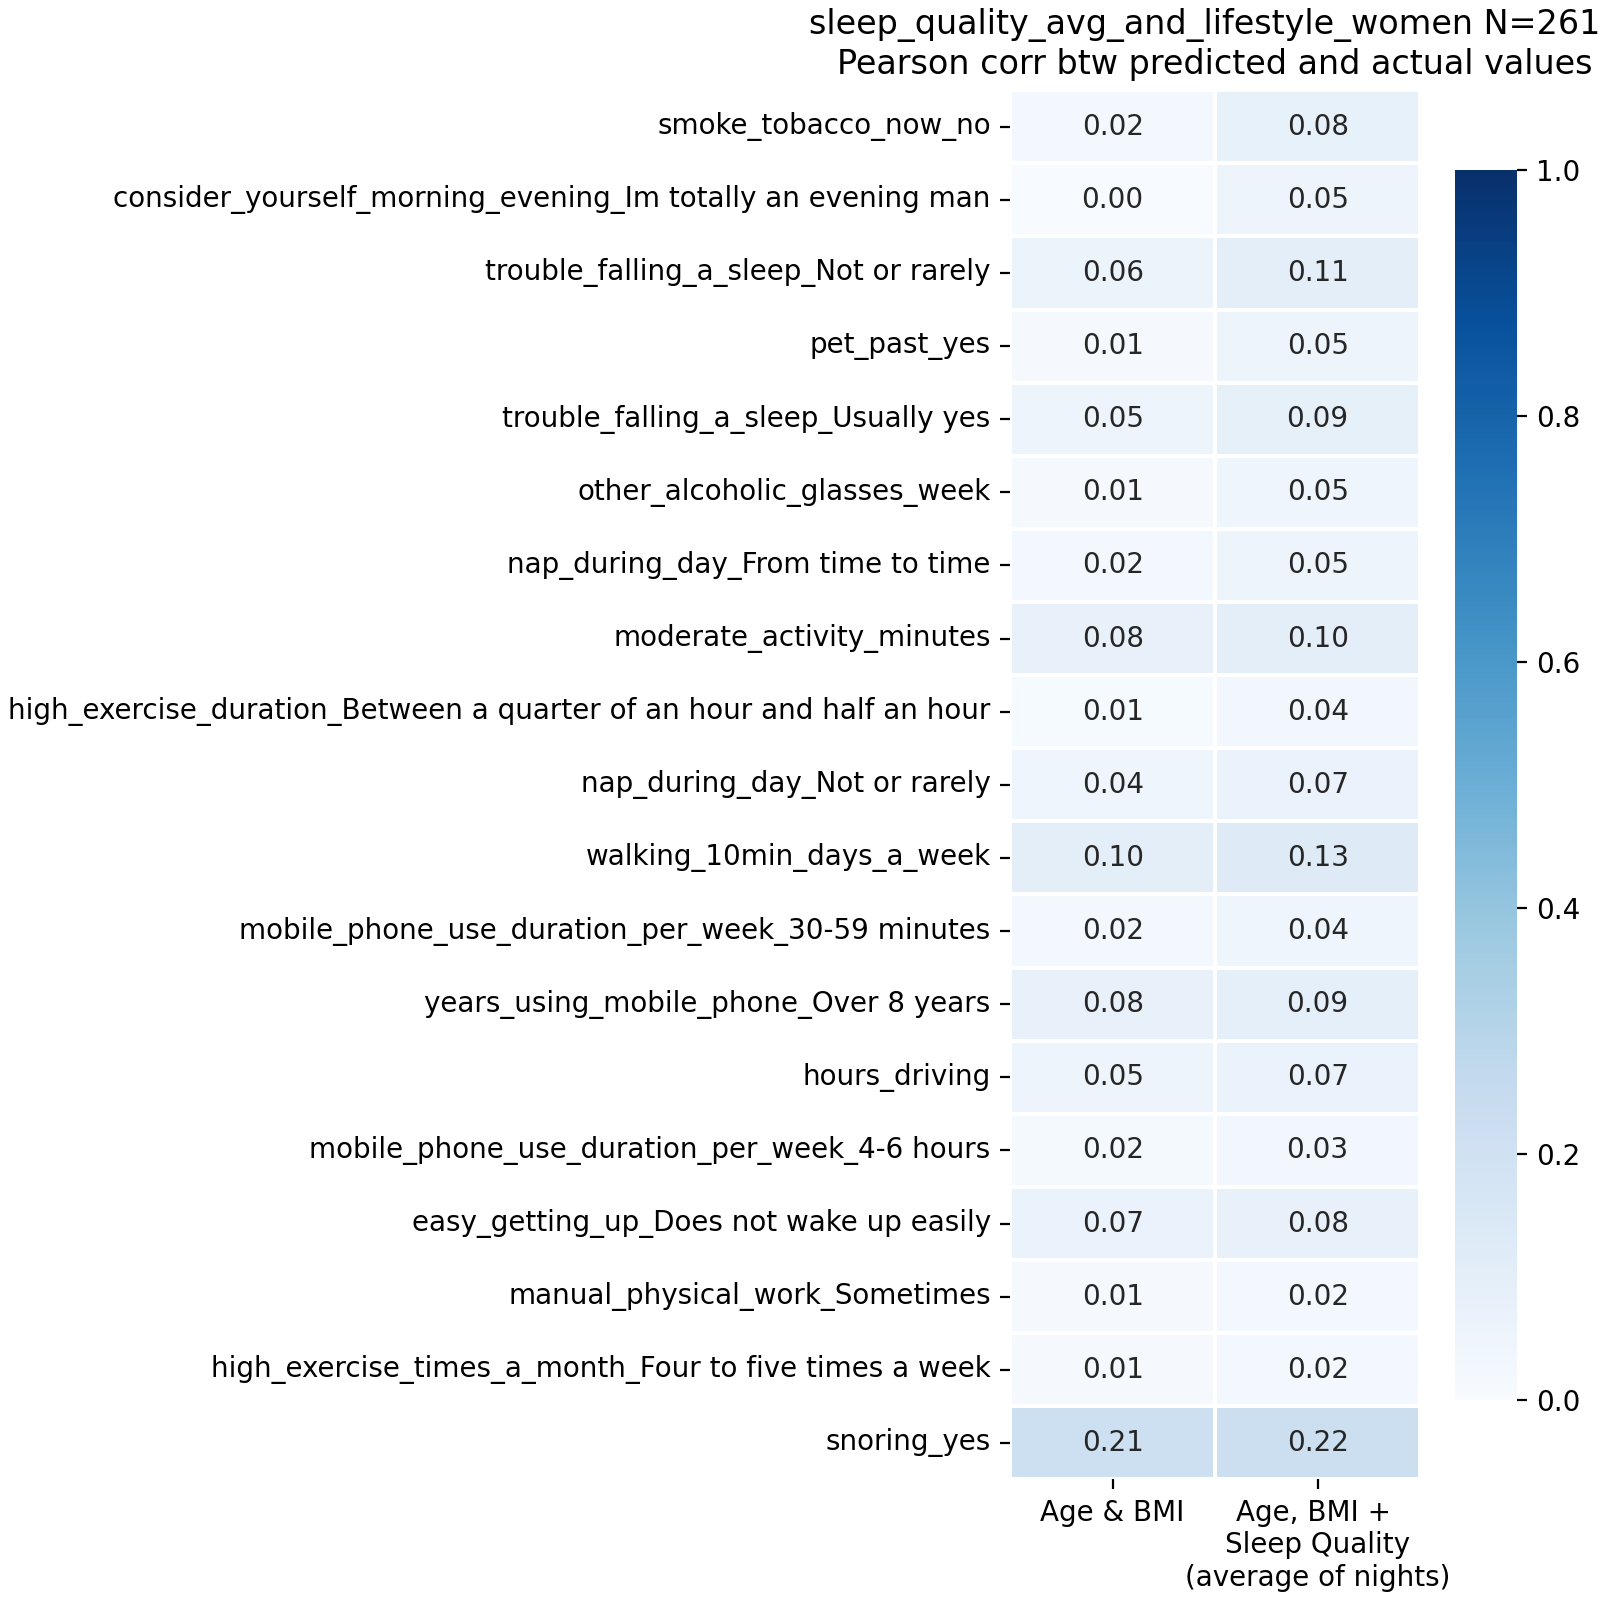 sleep_quality_avg_and_lifestyle_women N=261
Pearson corr btw predicted and actual values
smoke_tobacco_now_no 0.02 0.08
consider_yourself_morning_evening_Im totally an evening man 0.00 0.05
trouble_falling_a_sleep_Not or rarely 0.06 0.11
pet_past_yes 0.01 0.05
trouble_falling_a_sleep_Usually yes 0.05 0.09
other_alcoholic_glasses_week 0.01 0.05
nap_during_day_From time to time 0.02 0.05
moderate_activity_minutes 0.08 0.10
high_exercise_duration_Between a quarter of an hour and half an hour 0.01 0.04
nap_during_day_Not or rarely 0.04 0.07
walking_10min_days_a_week 0.10 0.13
mobile_phone_use_duration_per_week_30-59 minutes 0.02 0.04
years_using_mobile_phone_Over 8 years 0.08 0.09
hours_driving 0.05 0.07
mobile_phone_use_duration_per_week_4-6 hours 0.02 0.03
easy_getting_up_Does not wake up easily 0.07 0.08
manual_physical_work_Sometimes 0.01 0.02
high_exercise_times_a_month_Four to five times a week 0.01 0.02
snoring_yes 0.21 0.22
Age & BMI
Age, BMI +
Sleep Quality
(average of nights)
1.0
0.8
0.6
0.4
0.2
0.0